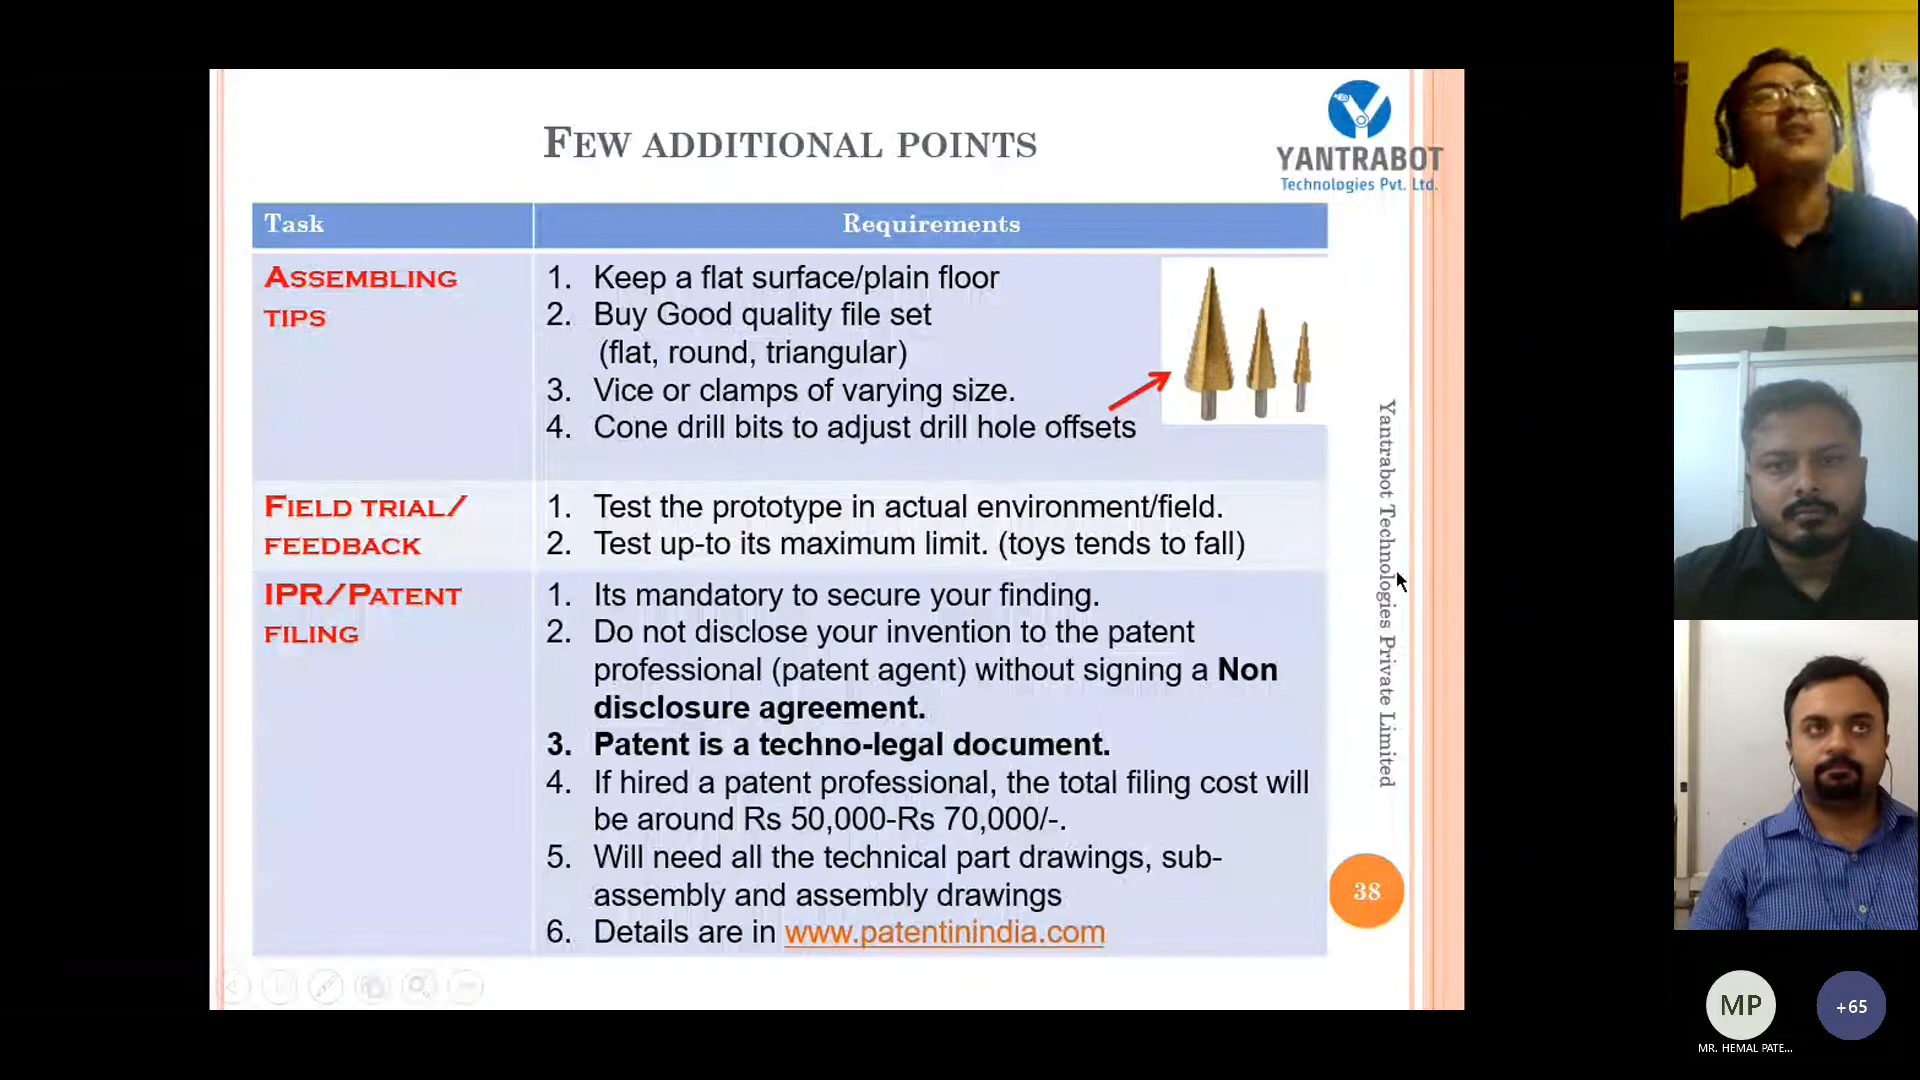 FEW ADDITIONAL POINTS
YANTRABOT
Technologies Pvt. Ltd.
Task Requirements
ASSEMBLING
TIPS
1. Keep a flat surface/plain floor
2. Buy Good quality file set
(flat, round, triangular)
3. Vice or clamps of varying size.
4. Cone drill bits to adjust drill hole offsets
FIELD TRIAL/
FEEDBACK
1. Test the prototype in actual environment/field.
2. Test up-to its maximum limit. (toys tends to fall)
IPR/PATENT
FILING
1. Its mandatory to secure your finding.
2. Do not disclose your invention to the patent
professional (patent agent) without signing a Non
disclosure agreement.
3. Patent is a techno-legal document.
4. If hired a patent professional, the total filing cost will
be around Rs 50,000-Rs 70,000/-.
5. Will need all the technical part drawings, sub-
assembly and assembly drawings
6. Details are in www.patentinindia.com
Yantrabot Technologies Private Limited
38
MP
+65
MR. HEMAL PATE...